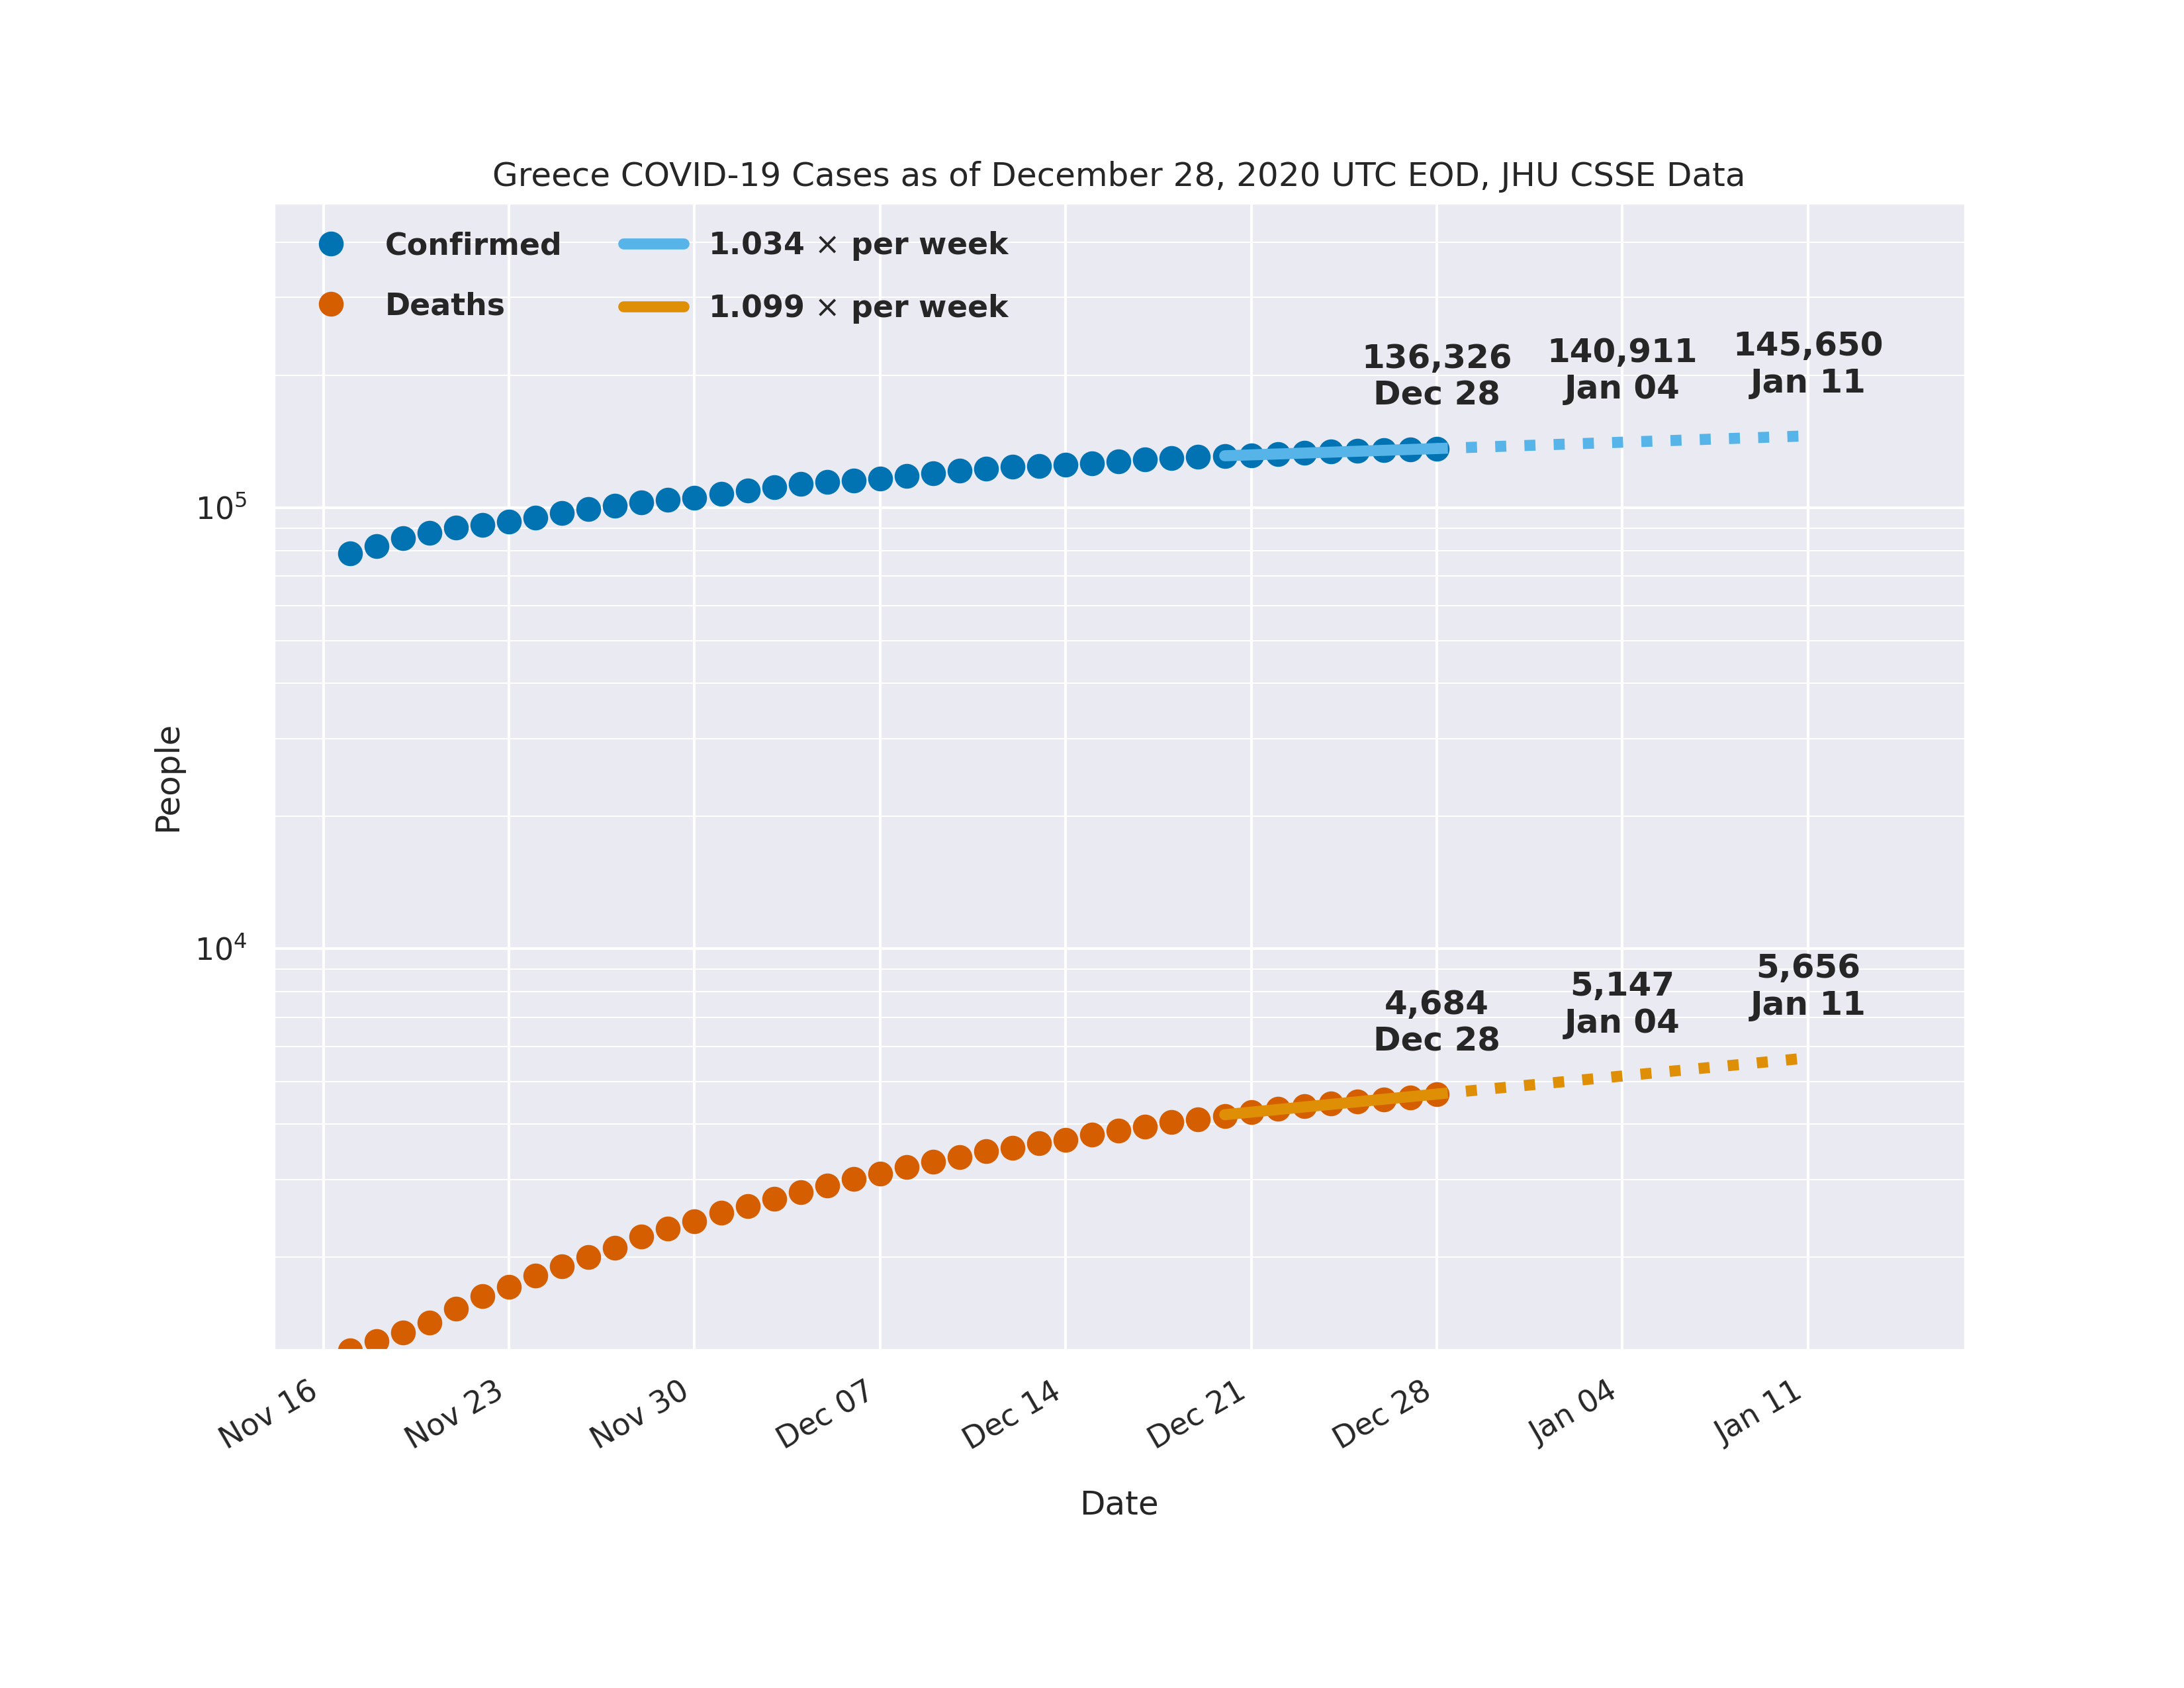 Greece COVID-19 Cases as of December 28, 2020 UTC EOD, JHU CSSE Data
Confirmed
1.034 × per week
Deaths
1.099 × per week
136,326
Dec 28
140,911
Jan 04
145,650
Jan 11
10⁵
People
10⁴
4,684
Dec 28
5,147
Jan 04
5,656
Jan 11
Nov 16
Nov 23
Nov 30
Dec 07
Dec 14
Dec 21
Dec 28
Jan 04
Jan 11
Date